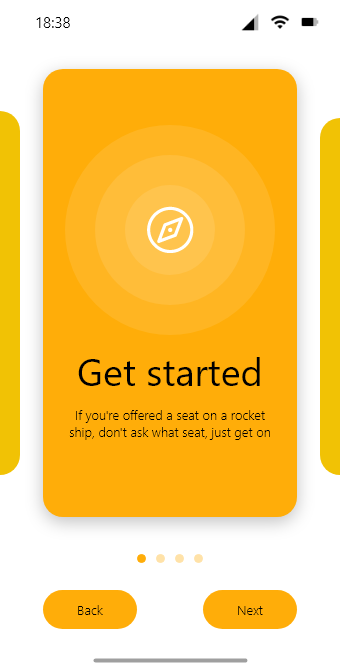 18:38
Get started
If you're offered a seat on a rocket
ship, don't ask what seat, just get on
Back
Next